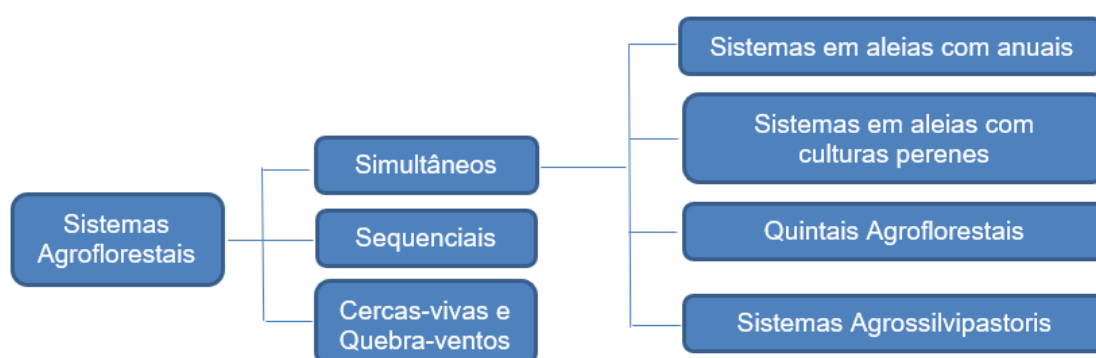 Sistemas
Agroflorestais
Simultâneos
Sequenciais
Cercas-vivas e
Quebra-ventos
Sistemas em aleias com anuais
Sistemas em aleias com
culturas perenes
Quintais Agroflorestais
Sistemas Agrossilvipastoris